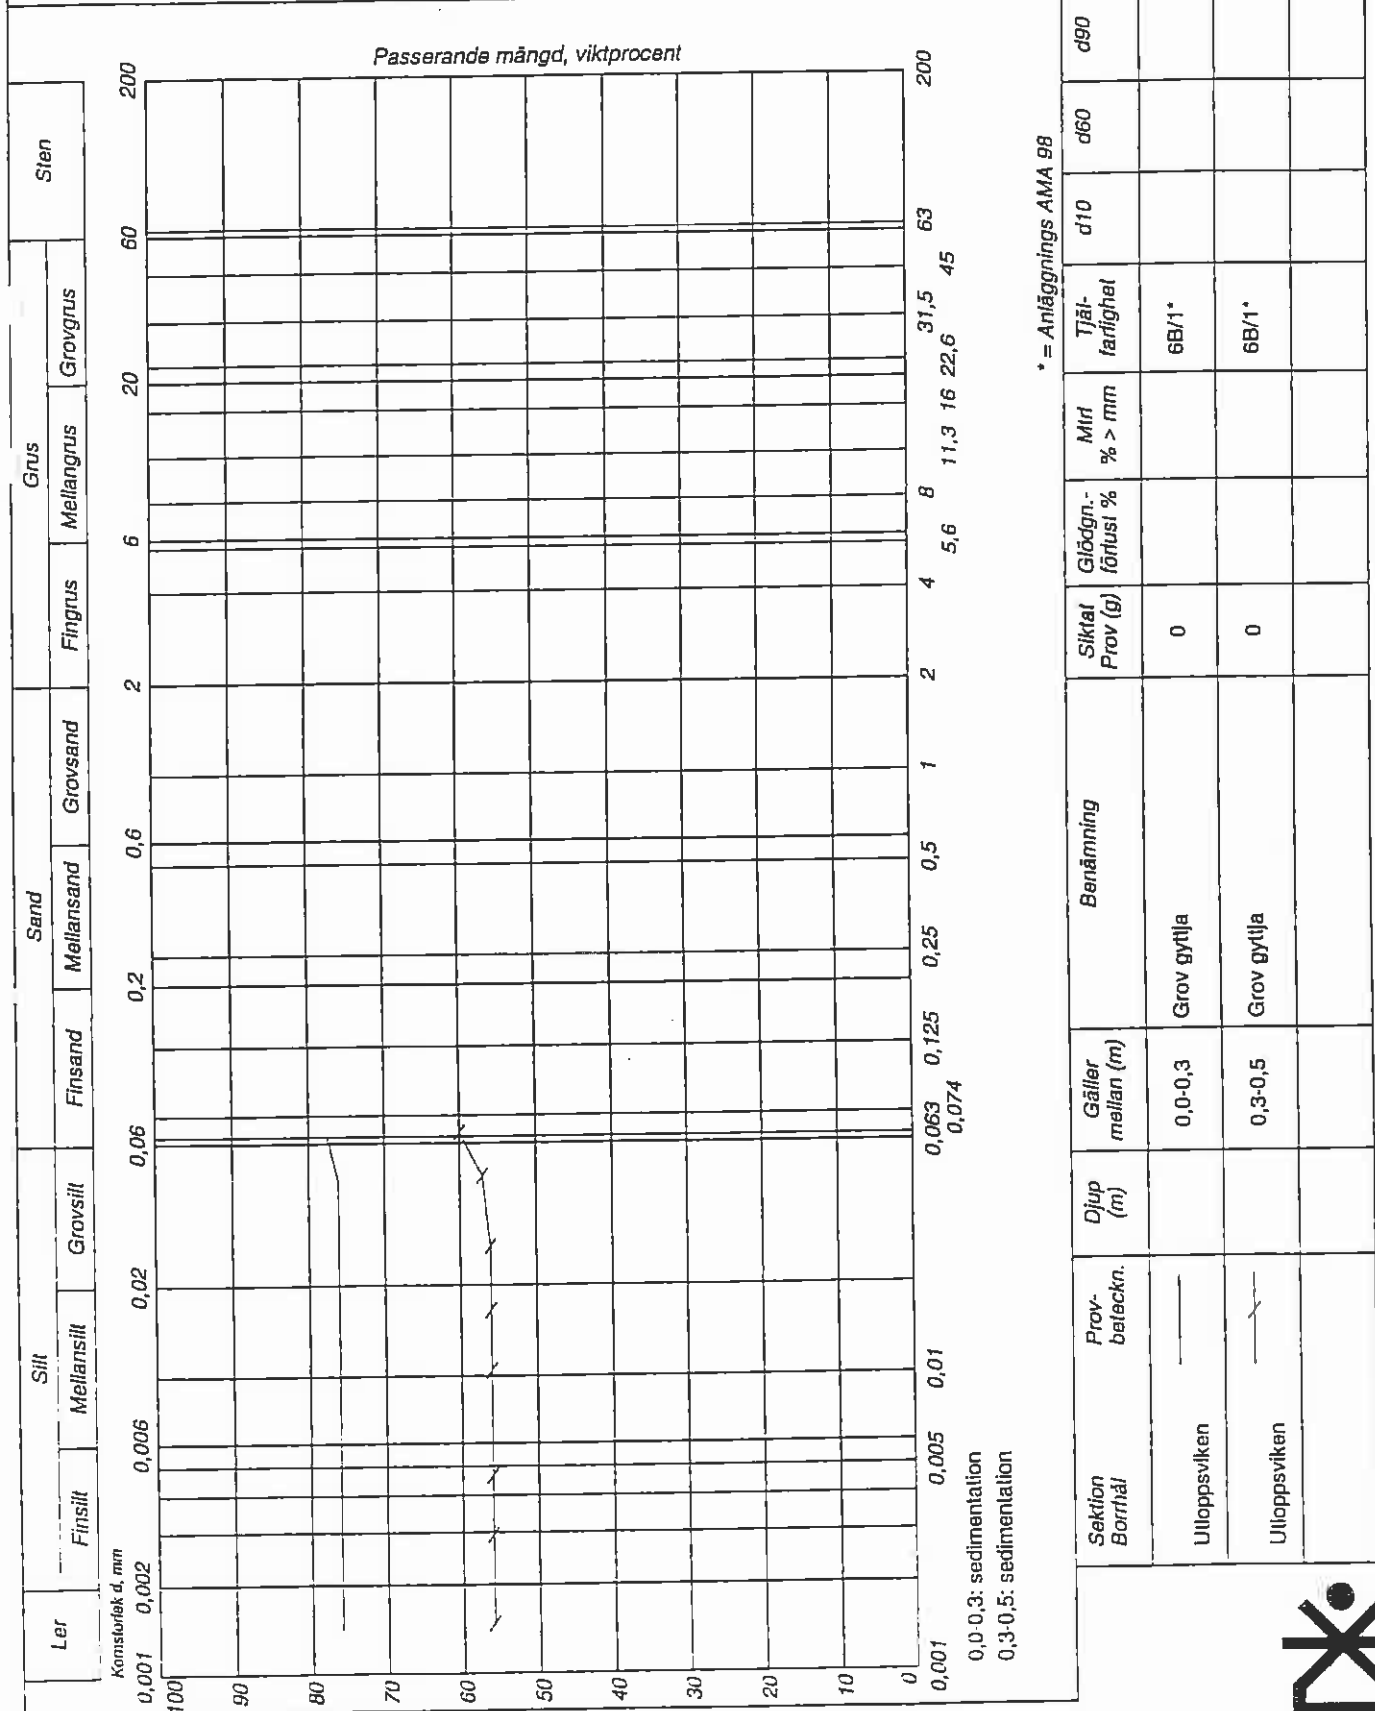 Ler Silt Sand Grus Sten
Finsilt Mellansilt Grovsilt Finsand Mellansand Grovsand Fingrus Mellangrus Grovgrus
Kornstorlek d, mm
0,001 0,002 0,006 0,02 0,06 0,2 0,6 2 6 20 60 200
Passerande mängd, viktprocent
100
90
80
70
60
50
40
30
20
10
0
0,001 0,005 0,01 0,063 0,125 0,25 0,5 1 2 4 8 11,3 16 31,5 63 200
0,074 5,6 22,6 45
0,0-0,3: sedimentation
0,3-0,5: sedimentation
* = Anläggnings AMA 98
Sektion Prov- Djup Gäller Benämning Siktat Glödgn.- Mtrl Tjäl- d10 d60 d90
Borrhål beteckn. (m) mellan (m) Prov (g) förlust % % > mm farlighet
Utloppsviken 0,0-0,3 Grov gyttja 0 6B/1*
Utloppsviken 0,3-0,5 Grov gyttja 0 6B/1*